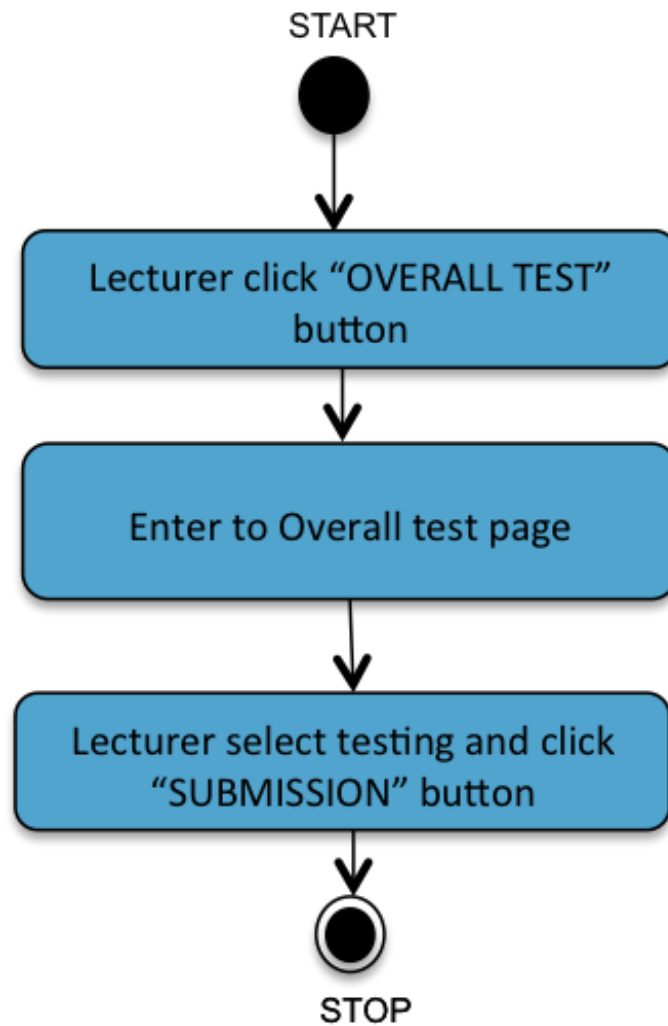 START
Lecturer click “OVERALL TEST”
button
Enter to Overall test page
Lecturer select testing and click
“SUBMISSION” button
STOP